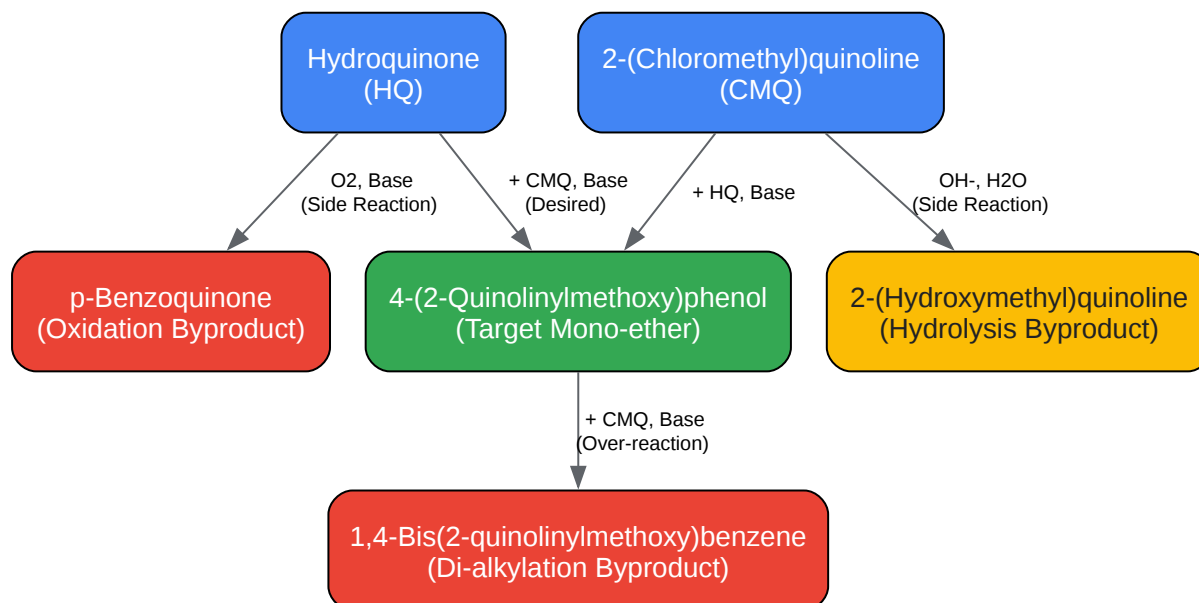 Hydroquinone
(HQ)
2-(Chloromethyl)quinoline
(CMQ)
O2, Base
(Side Reaction)
+ CMQ, Base
(Desired)
+ HQ, Base
OH-, H2O
(Side Reaction)
p-Benzoquinone
(Oxidation Byproduct)
4-(2-Quinolinylmethoxy)phenol
(Target Mono-ether)
2-(Hydroxymethyl)quinoline
(Hydrolysis Byproduct)
+ CMQ, Base
(Over-reaction)
1,4-Bis(2-quinolinylmethoxy)benzene
(Di-alkylation Byproduct)